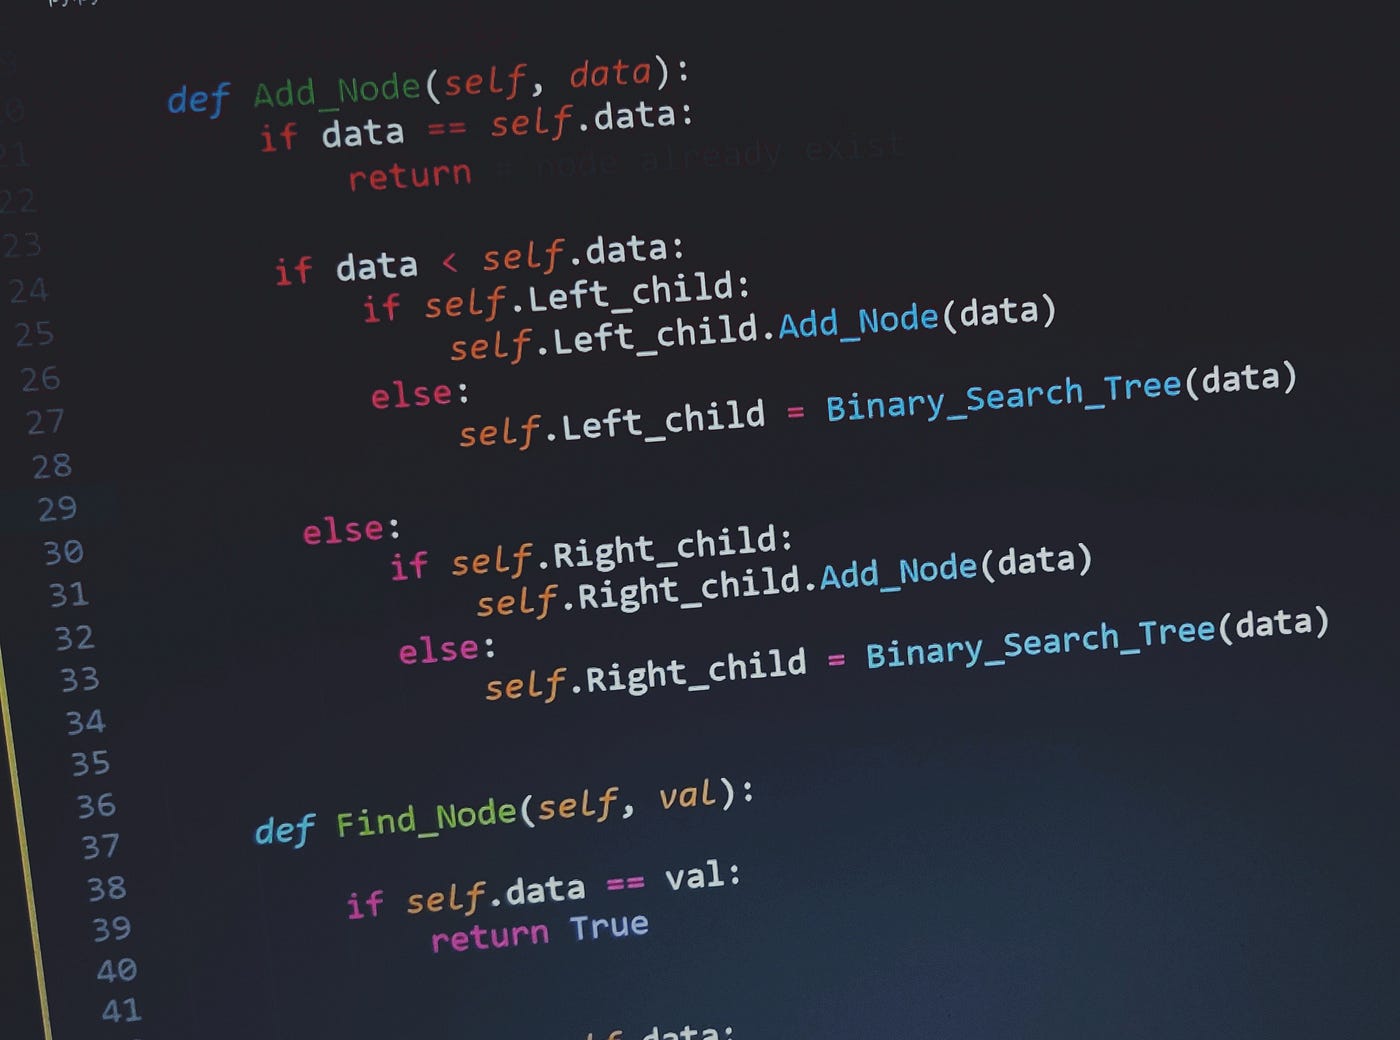 def Add_Node(self, data):
if data == self.data:
return # node already exist
if data < self.data:
if self.Left_child:
self.Left_child.Add_Node(data)
else:
self.Left_child = Binary_Search_Tree(data)
else:
if self.Right_child:
self.Right_child.Add_Node(data)
else:
self.Right_child = Binary_Search_Tree(data)
def Find_Node(self, val):
if self.data == val:
return True
data:
21
22
23
24
25
26
27
28
29
30
31
32
33
34
35
36
37
38
39
40
41